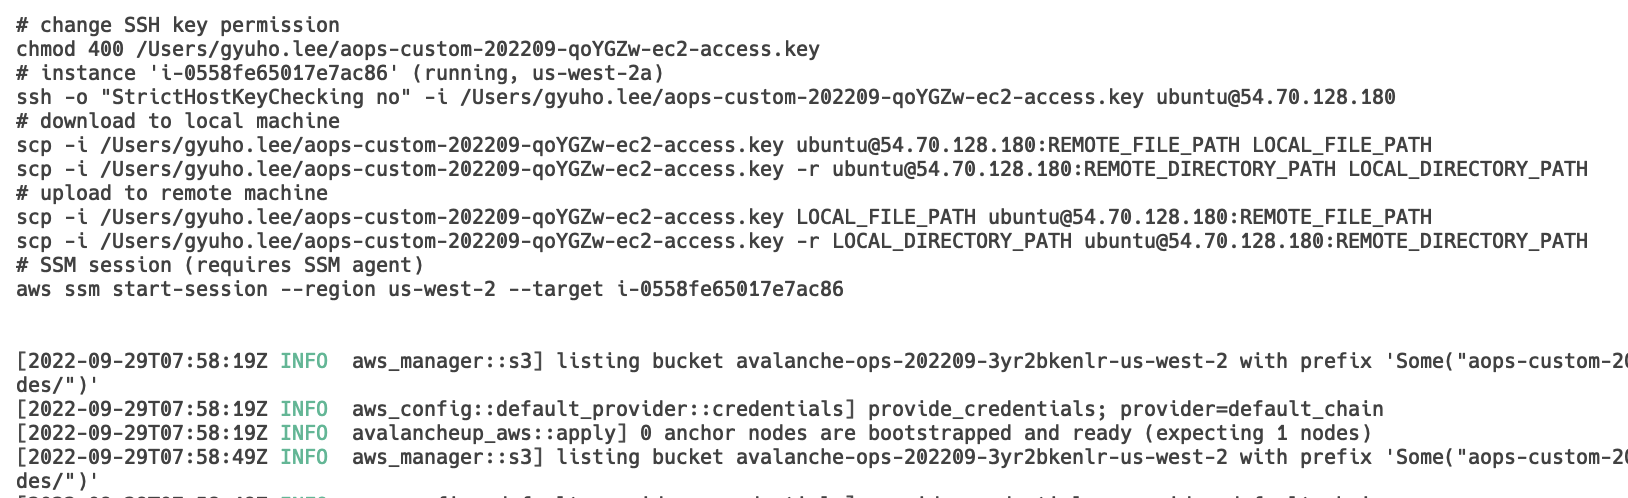 # change SSH key permission
chmod 400 /Users/gyuho.lee/aops-custom-202209-qoYGZw-ec2-access.key
# instance 'i-0558fe65017e7ac86' (running, us-west-2a)
ssh -o "StrictHostKeyChecking no" -i /Users/gyuho.lee/aops-custom-202209-qoYGZw-ec2-access.key ubuntu@54.70.128.180
# download to local machine
scp -i /Users/gyuho.lee/aops-custom-202209-qoYGZw-ec2-access.key ubuntu@54.70.128.180:REMOTE_FILE_PATH LOCAL_FILE_PATH
scp -i /Users/gyuho.lee/aops-custom-202209-qoYGZw-ec2-access.key -r ubuntu@54.70.128.180:REMOTE_DIRECTORY_PATH LOCAL_DIRECTORY_PATH
# upload to remote machine
scp -i /Users/gyuho.lee/aops-custom-202209-qoYGZw-ec2-access.key LOCAL_FILE_PATH ubuntu@54.70.128.180:REMOTE_FILE_PATH
scp -i /Users/gyuho.lee/aops-custom-202209-qoYGZw-ec2-access.key -r LOCAL_DIRECTORY_PATH ubuntu@54.70.128.180:REMOTE_DIRECTORY_PATH
# SSM session (requires SSM agent)
aws ssm start-session --region us-west-2 --target i-0558fe65017e7ac86
[2022-09-29T07:58:19Z INFO  aws_manager::s3] listing bucket avalanche-ops-202209-3yr2bkenlr-us-west-2 with prefix 'Some("aops-custom-20
des/")'
[2022-09-29T07:58:19Z INFO  aws_config::default_provider::credentials] provide_credentials; provider=default_chain
[2022-09-29T07:58:19Z INFO  avalancheup_aws::apply] 0 anchor nodes are bootstrapped and ready (expecting 1 nodes)
[2022-09-29T07:58:49Z INFO  aws_manager::s3] listing bucket avalanche-ops-202209-3yr2bkenlr-us-west-2 with prefix 'Some("aops-custom-20
des/")'